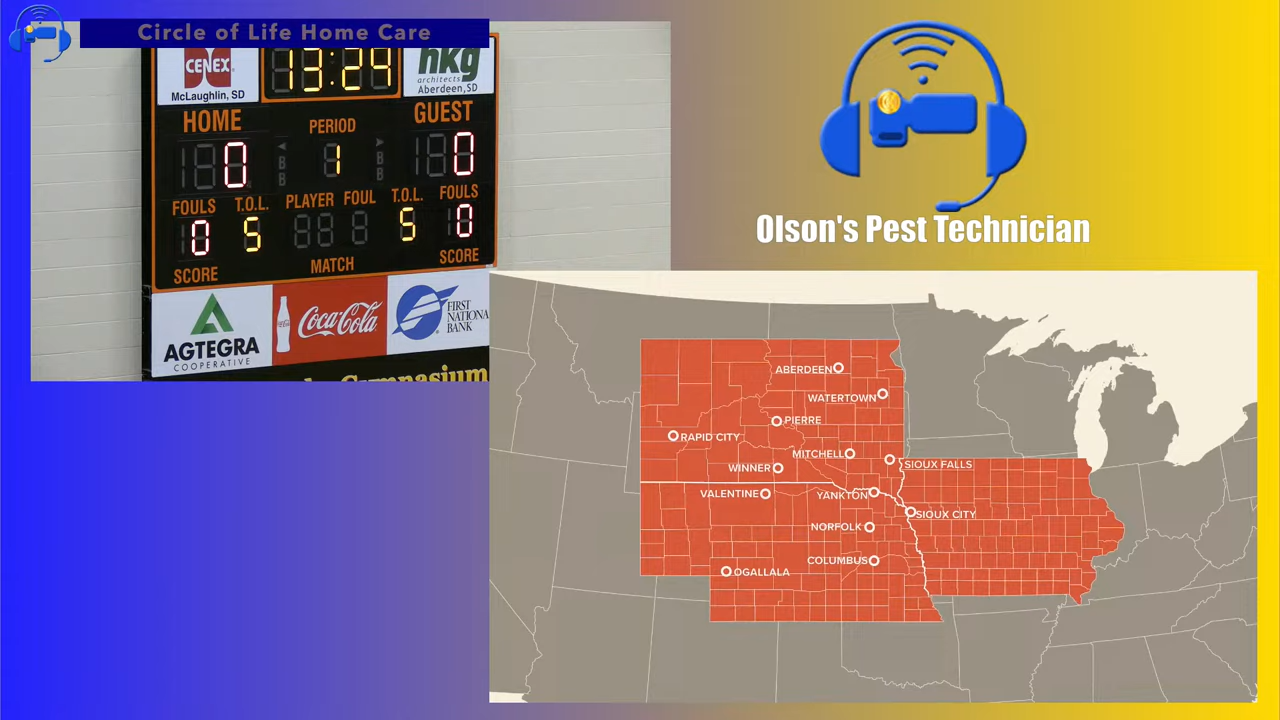 Circle of Life Home Care
CENEX
McLaughlin, SD
13:24
hkg
architects
Aberdeen, SD
HOME
PERIOD
GUEST
0
1
0
B
B
B
B
FOULS
T.O.L.
PLAYER
FOUL
T.O.L.
FOULS
0
5
5
0
SCORE
MATCH
SCORE
AGTEGRA
COOPERATIVE
Coca-Cola
FIRST
NATIONAL
BANK
Gymnasium
Olson's Pest Technician
ABERDEEN
WATERTOWN
PIERRE
RAPID CITY
MITCHELL
SIOUX FALLS
WINNER
VALENTINE
YANKTON
SIOUX CITY
NORFOLK
COLUMBUS
OGALLALA